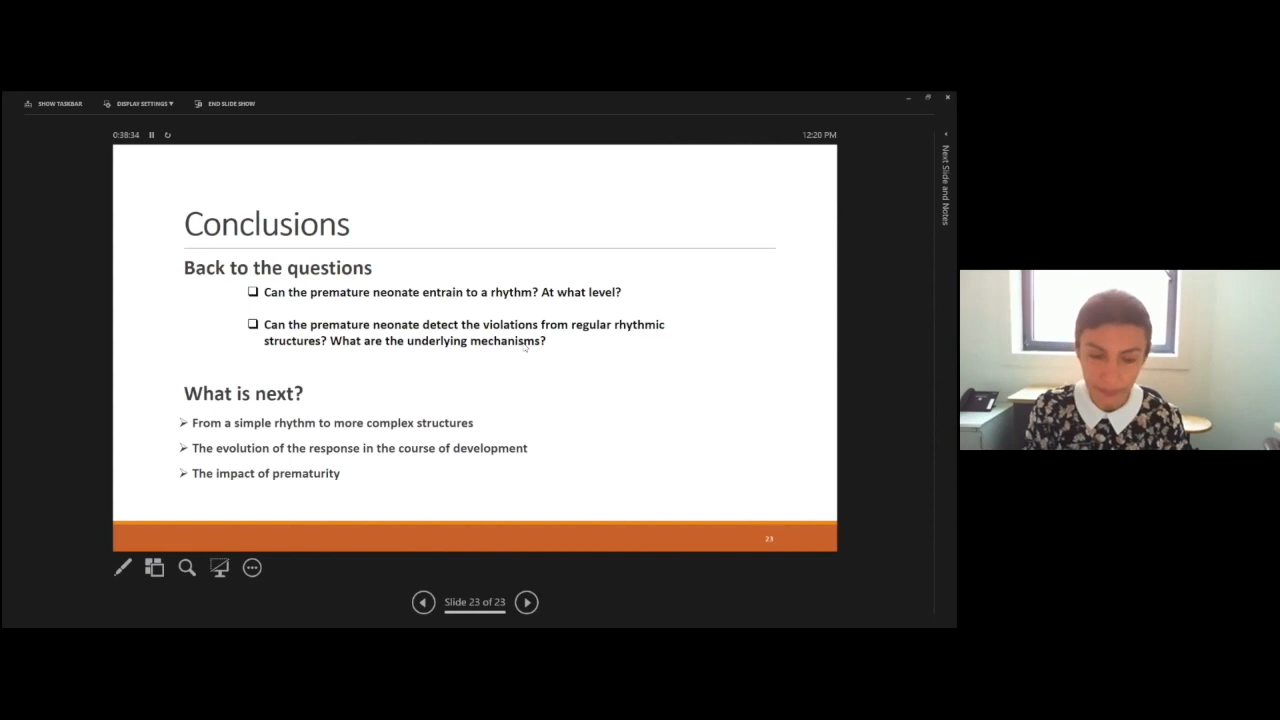 SHOW TASKBAR DISPLAY SETTINGS ▼ END SLIDE SHOW
0:38:34 12:20 PM
Next Slide and Notes
Conclusions
Back to the questions
❑ Can the premature neonate entrain to a rhythm? At what level?
❑ Can the premature neonate detect the violations from regular rhythmic
structures? What are the underlying mechanisms?
What is next?
➢ From a simple rhythm to more complex structures
➢ The evolution of the response in the course of development
➢ The impact of prematurity
23
Slide 23 of 23